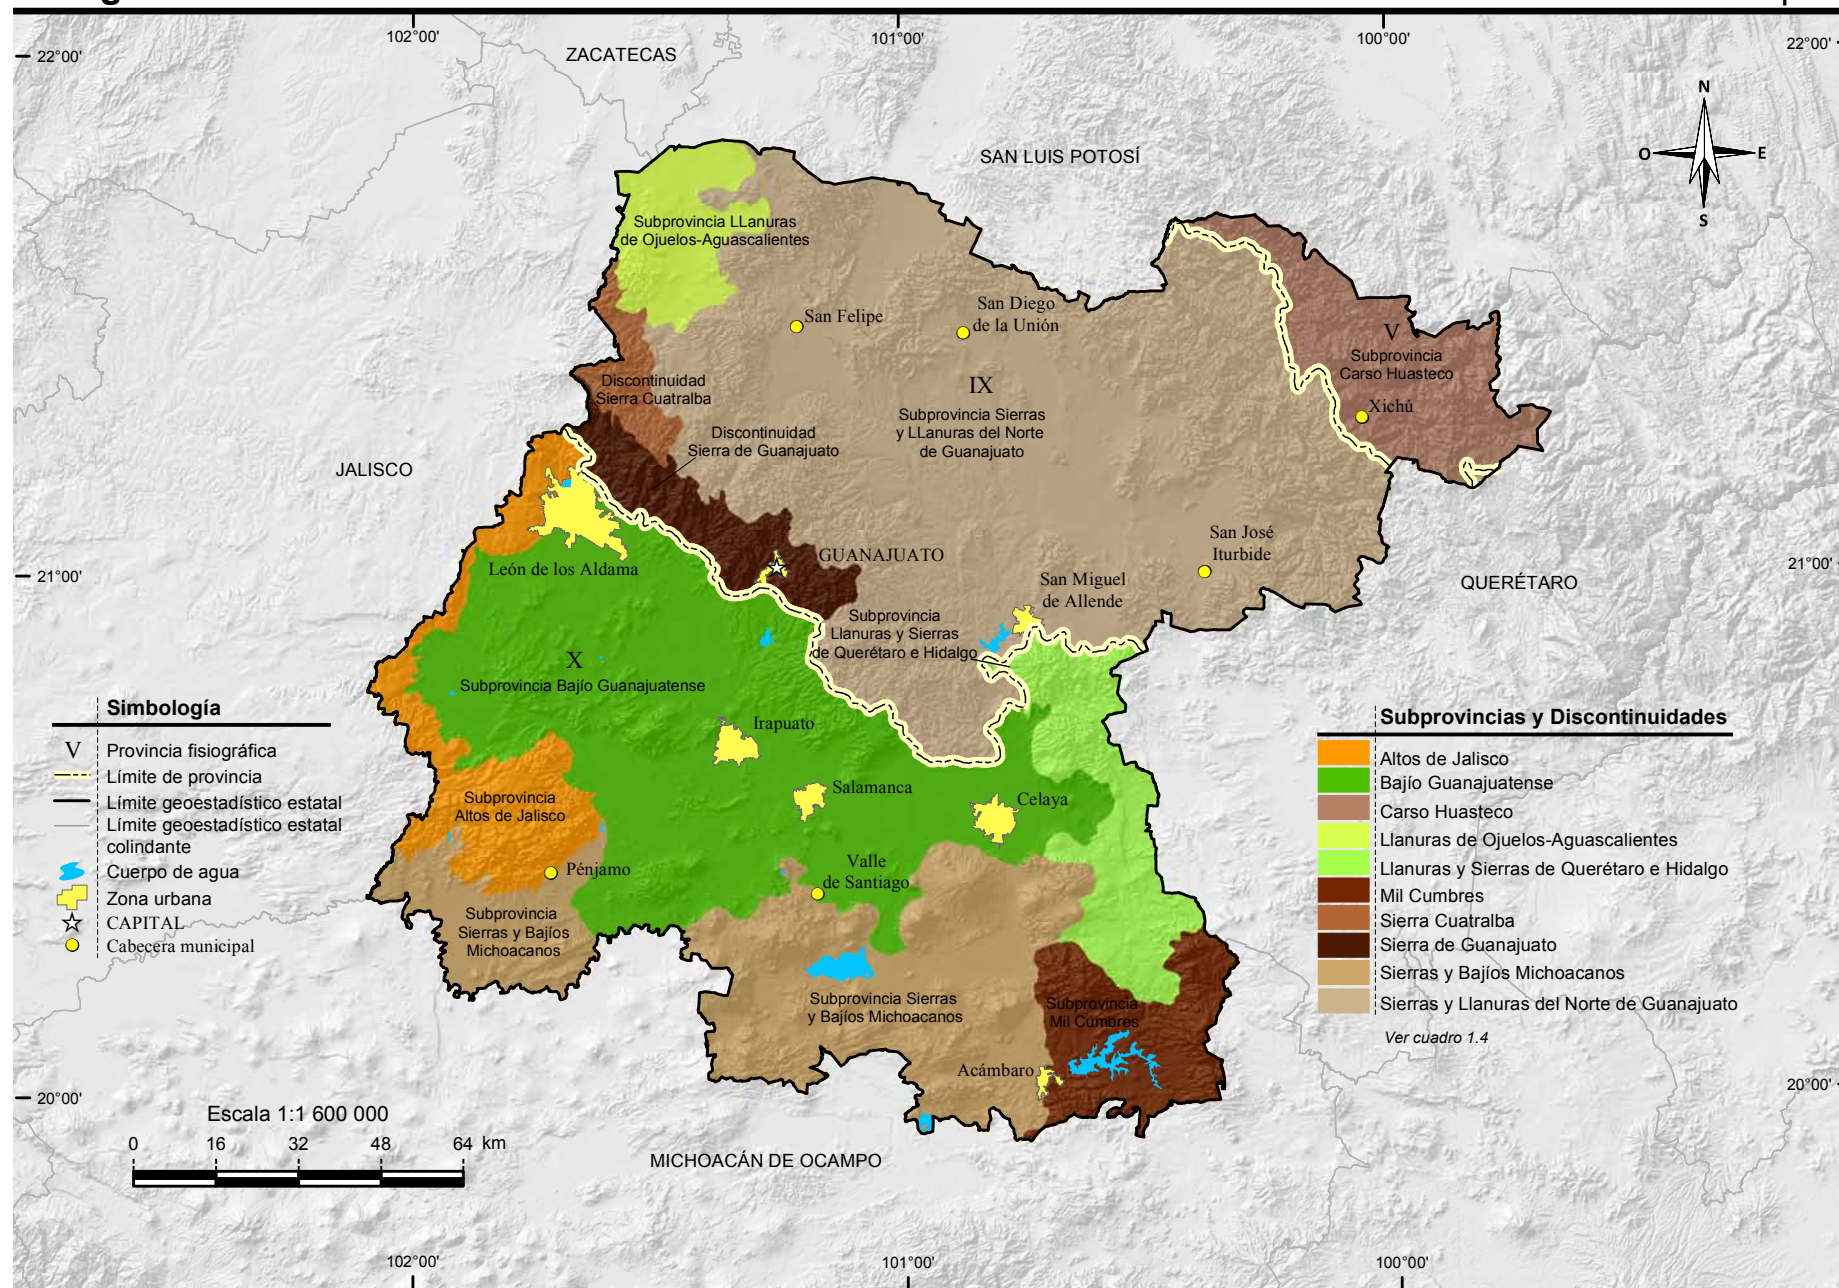 102°00'
101°00'
100°00'
22°00'
22°00'
ZACATECAS
N
O
E
S
SAN LUIS POTOSÍ
Subprovincia LLanuras
de Ojuelos-Aguascalientes
San Felipe
San Diego
de la Unión
V
Subprovincia
Carso Huasteco
Xichú
Discontinuidad
Sierra Cuatralba
IX
Subprovincia Sierras
y LLanuras del Norte
de Guanajuato
Discontinuidad
Sierra de Guanajuato
JALISCO
San José
Iturbide
GUANAJUATO
León de los Aldama
21°00'
21°00'
QUERÉTARO
San Miguel
de Allende
Subprovincia
Llanuras y Sierras
de Querétaro e Hidalgo
X
Subprovincia Bajío Guanajuatense
Irapuato
Salamanca
Celaya
Subprovincia
Altos de Jalisco
Pénjamo
Valle
de Santiago
Subprovincia
Sierras y Bajíos
Michoacanos
Subprovincia Sierras
y Bajíos Michoacanos
Subprovincia
Mil Cumbres
Acámbaro
Simbología
V Provincia fisiográfica
Límite de provincia
Límite geoestadístico estatal
Límite geoestadístico estatal
colindante
Cuerpo de agua
Zona urbana
CAPITAL
Cabecera municipal
Subprovincias y Discontinuidades
Altos de Jalisco
Bajío Guanajuatense
Carso Huasteco
Llanuras de Ojuelos-Aguascalientes
Llanuras y Sierras de Querétaro e Hidalgo
Mil Cumbres
Sierra Cuatralba
Sierra de Guanajuato
Sierras y Bajíos Michoacanos
Sierras y Llanuras del Norte de Guanajuato
Ver cuadro 1.4
20°00'
20°00'
Escala 1:1 600 000
0 16 32 48 64 km
MICHOACÁN DE OCAMPO
102°00'
101°00'
100°00'